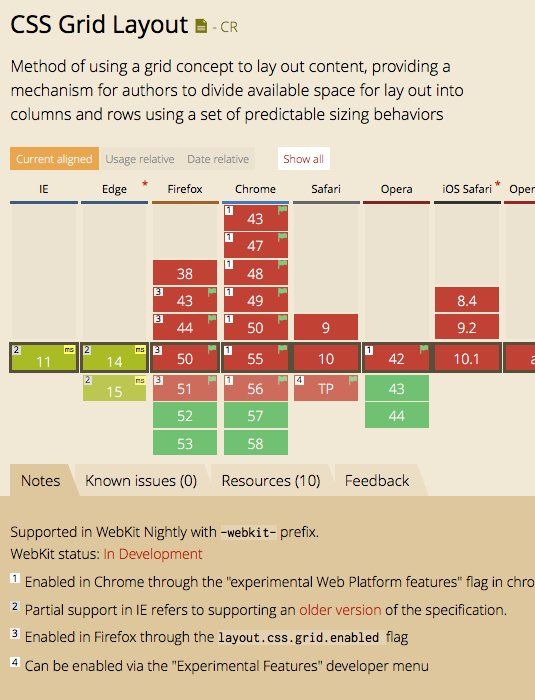 CSS Grid Layout - CR
Method of using a grid concept to lay out content, providing a
mechanism for authors to divide available space for lay out into
columns and rows using a set of predictable sizing behaviors
Current aligned Usage relative Date relative Show all
IE Edge * Firefox Chrome Safari Opera iOS Safari * Oper
1 43
1 47
38 1 48
3 43 1 49 8.4
3 44 1 50 9 9.2
2 11 ms 2 14 ms 3 50 1 55 10 1 42 10.1 a
2 15 ms 3 51 1 56 4 TP 43
52 57 44
53 58
Notes Known issues (0) Resources (10) Feedback
Supported in WebKit Nightly with -webkit- prefix.
WebKit status: In Development
1 Enabled in Chrome through the "experimental Web Platform features" flag in chro
2 Partial support in IE refers to supporting an older version of the specification.
3 Enabled in Firefox through the layout.css.grid.enabled flag
4 Can be enabled via the "Experimental Features" developer menu